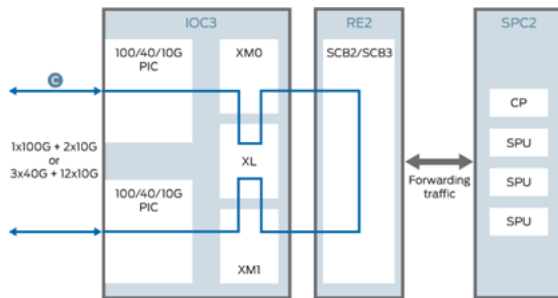 IOC3
RE2
SPC2
100/40/10G
PIC
XM0
SCB2/SCB3
C
CP
1x100G + 2x10G
or
3x40G + 12x10G
XL
SPU
Forwarding
traffic
SPU
100/40/10G
PIC
SPU
XM1